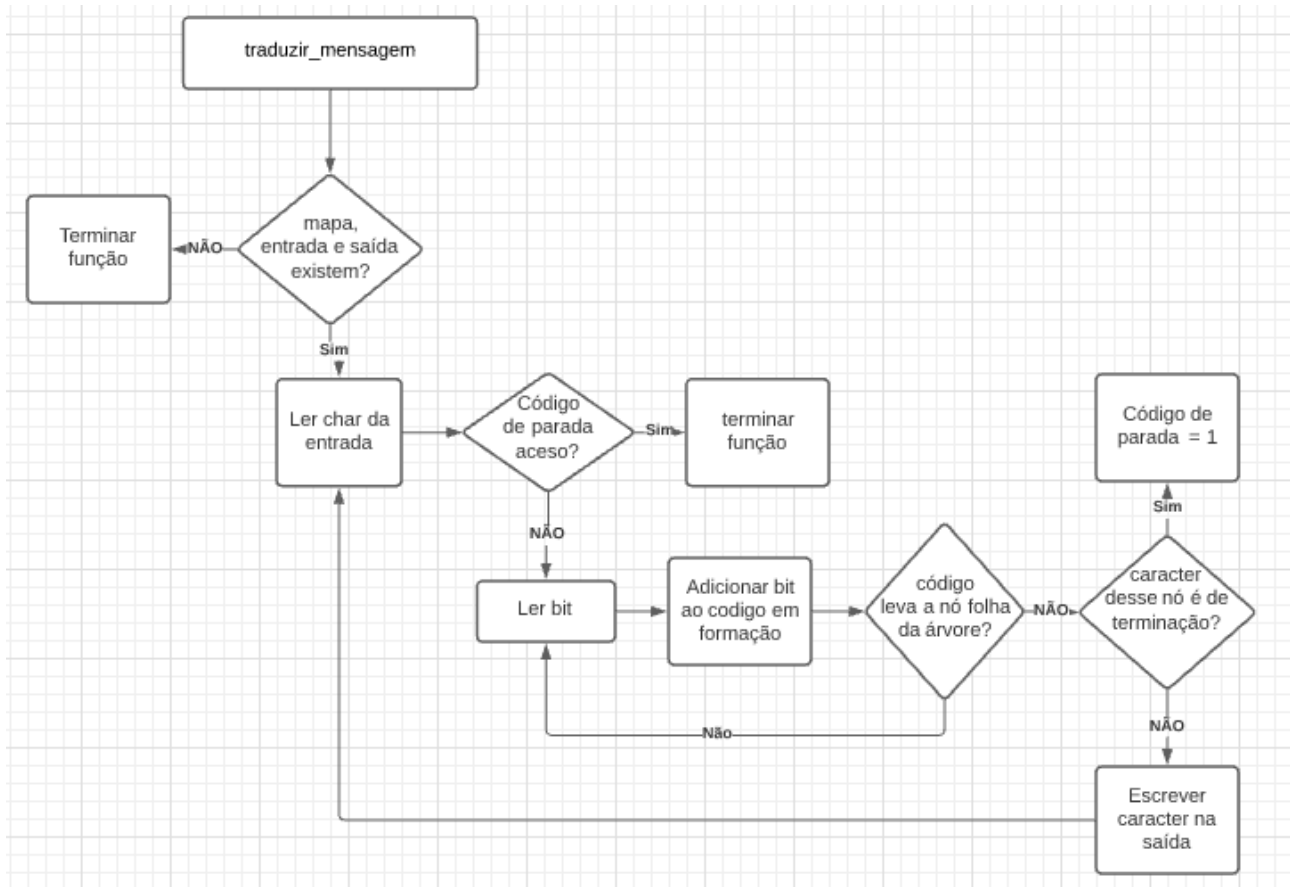 traduzir_mensagem
mapa,
entrada e saída
existem?
NÃO
Terminar
função
Sim
Ler char da
entrada
Código
de parada
aceso?
Sim
terminar
função
NÃO
Ler bit
Adicionar bit
ao codigo em
formação
código
leva a nó folha
da árvore?
NÃO
Não
caracter
desse nó é de
terminação?
Sim
Código de
parada = 1
NÃO
Escrever
caracter na
saída